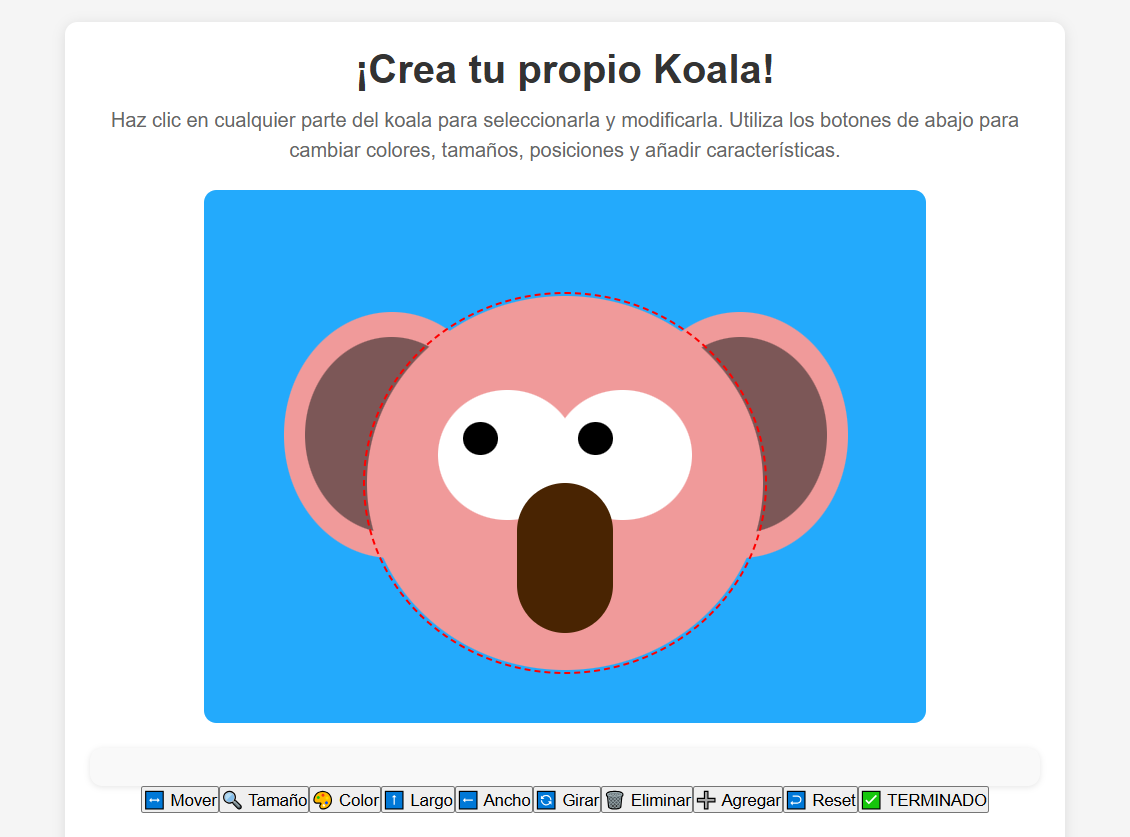 ¡Crea tu propio Koala!
Haz clic en cualquier parte del koala para seleccionarla y modificarla. Utiliza los botones de abajo para
cambiar colores, tamaños, posiciones y añadir características.
↔️ Mover 🔍 Tamaño 🎨 Color ⬆️ Largo ⬅️ Ancho 🔄 Girar 🗑️ Eliminar ➕ Agregar ↩️ Reset ✅ TERMINADO